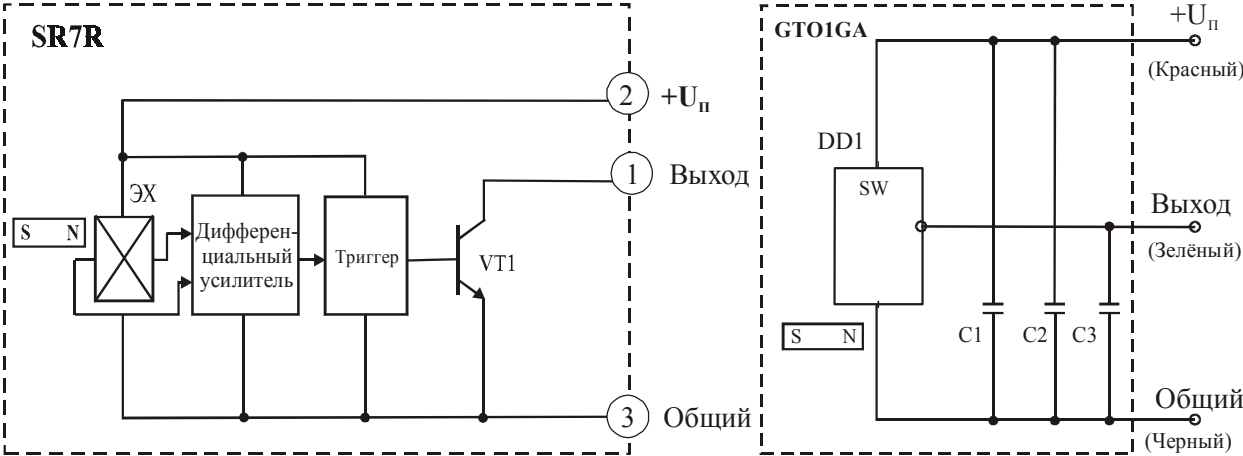 SR7R
2
+Uп
1
Выход
ЭХ
S N
Дифферен-
циальный
усилитель
Триггер
VT1
3
Общий
GTO1GA
+Uп
(Красный)
DD1
SW
Выход
(Зелёный)
S N
C1
C2
C3
Общий
(Черный)